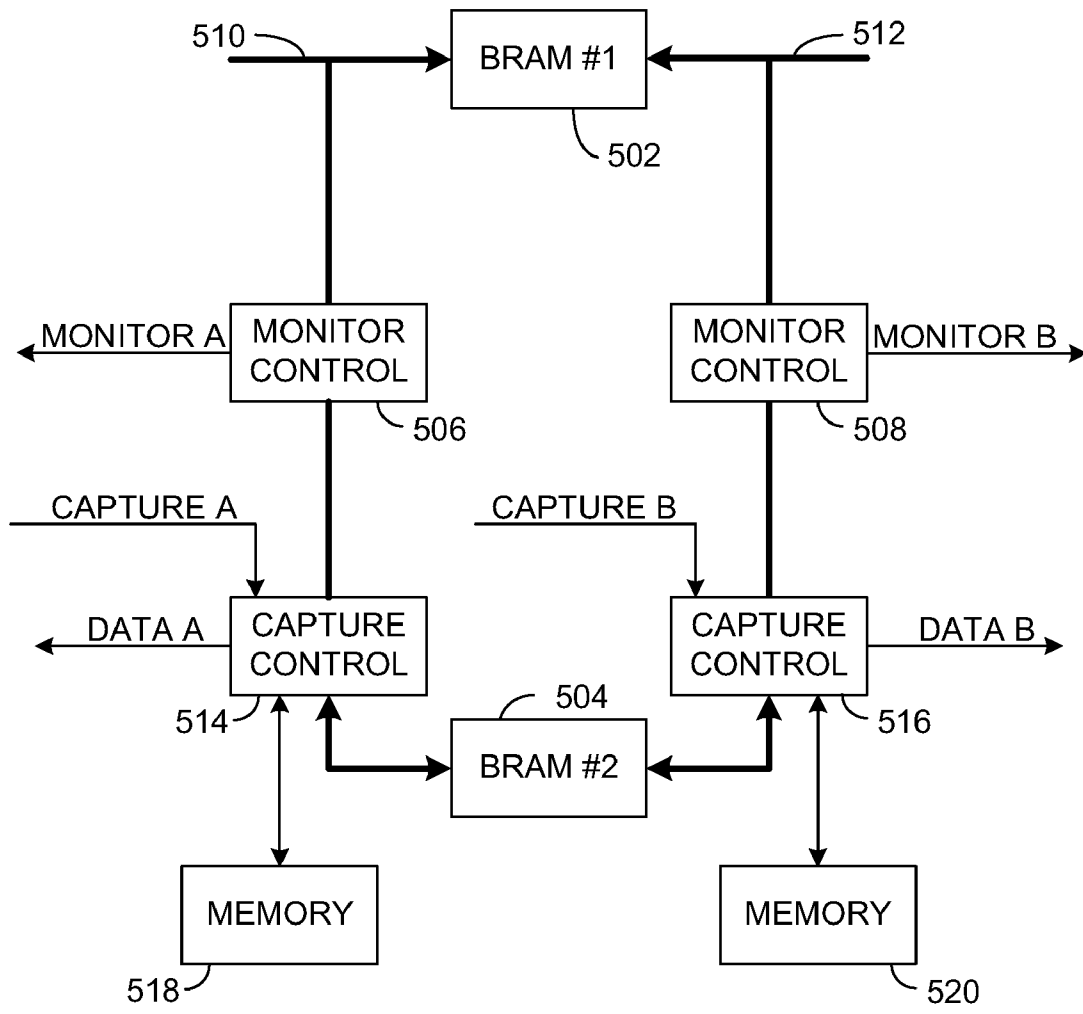 510
BRAM #1
512
502
MONITOR A
MONITOR
CONTROL
MONITOR
CONTROL
MONITOR B
506
508
CAPTURE A
CAPTURE B
DATA A
CAPTURE
CONTROL
CAPTURE
CONTROL
DATA B
514
504
516
BRAM #2
MEMORY
MEMORY
518
520